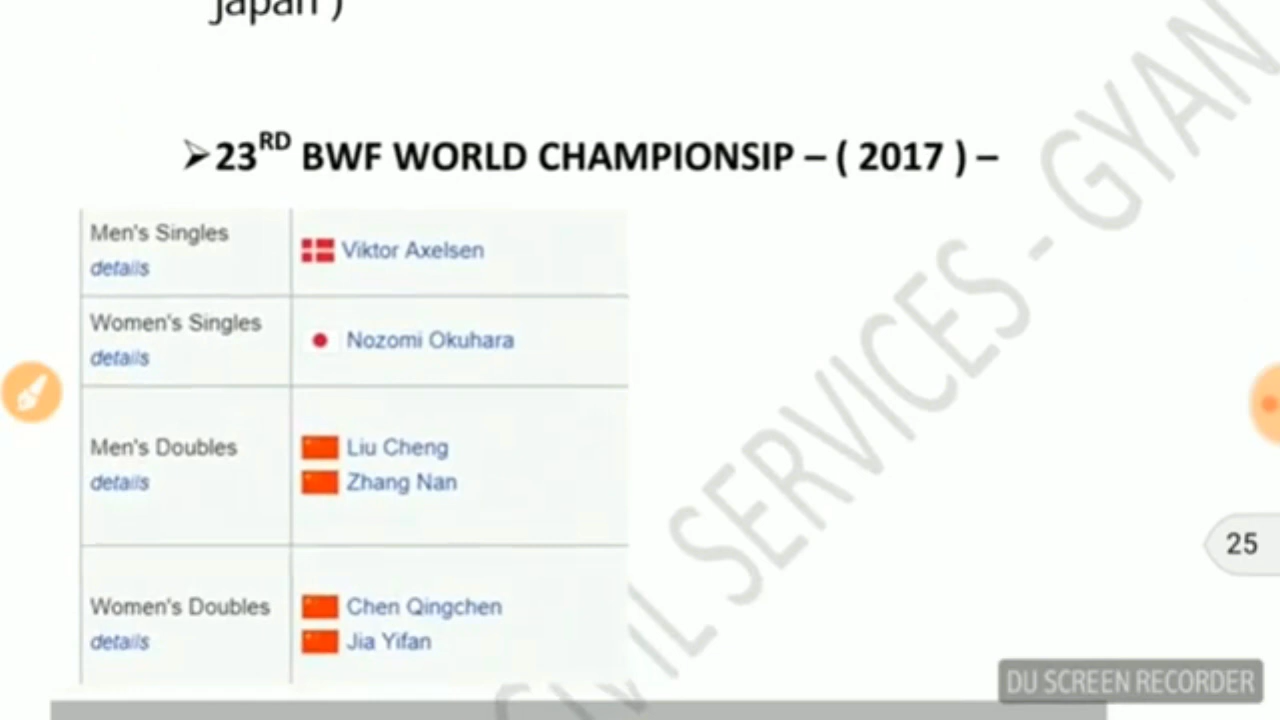 japan )
➢23RD BWF WORLD CHAMPIONSIP – ( 2017 ) –
Men's Singles
details
Viktor Axelsen
Women's Singles
details
Nozomi Okuhara
Men's Doubles
details
Liu Cheng
Zhang Nan
Women's Doubles
details
Chen Qingchen
Jia Yifan
CIVIL SERVICES - GYAN
25
DU SCREEN RECORDER